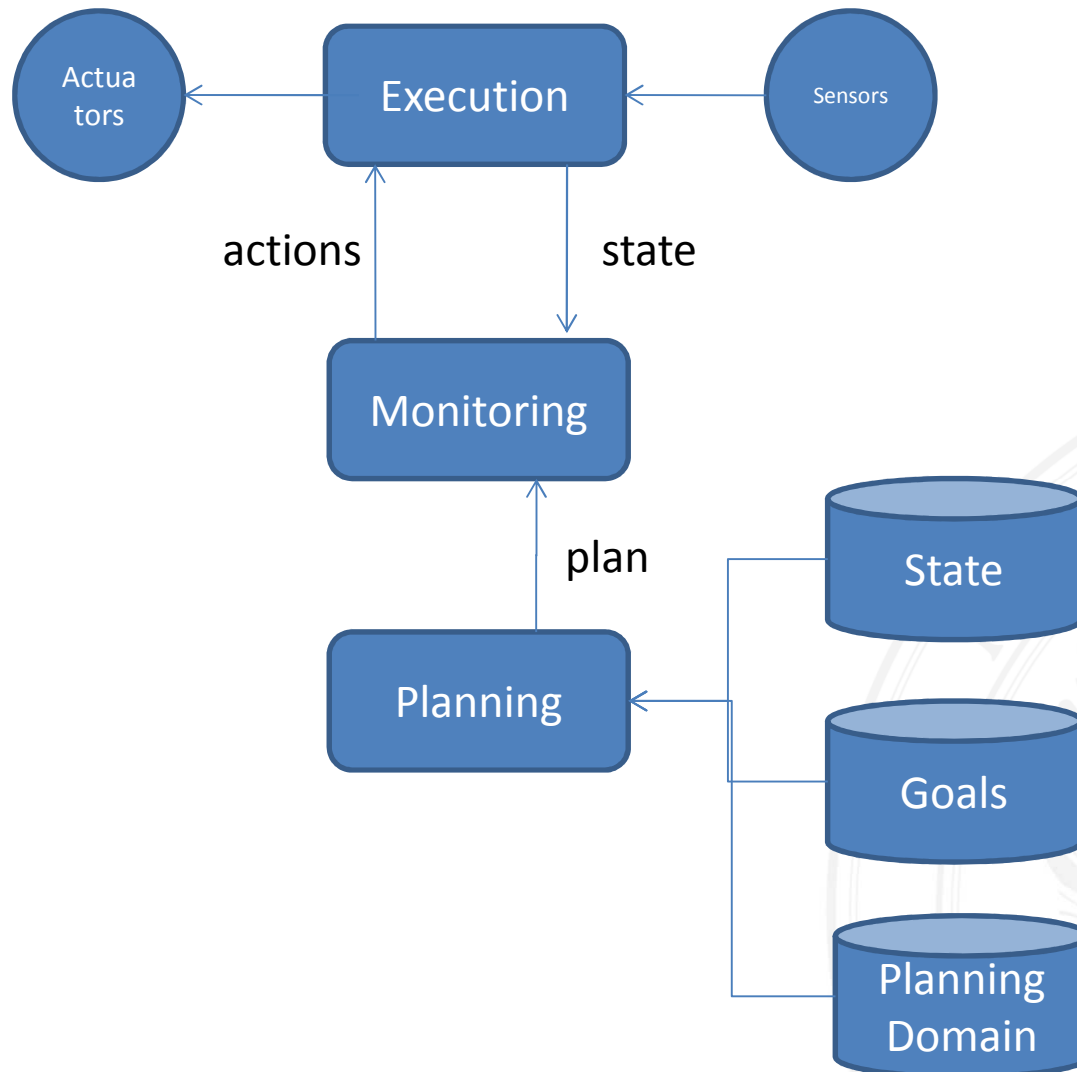 Actua
tors
Execution
Sensors
actions
state
Monitoring
plan
State
Planning
Goals
Planning
Domain